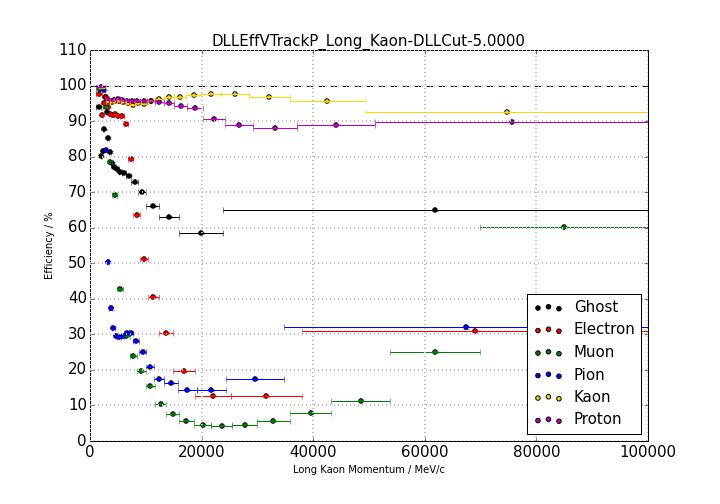 DLLEffVTrackP_Long_Kaon-DLLCut-5.0000
110
100
90
80
70
60
50
40
30
20
10
0
Efficiency / %
0
20000
40000
60000
80000
100000
Long Kaon Momentum / MeV/c
Ghost
Electron
Muon
Pion
Kaon
Proton